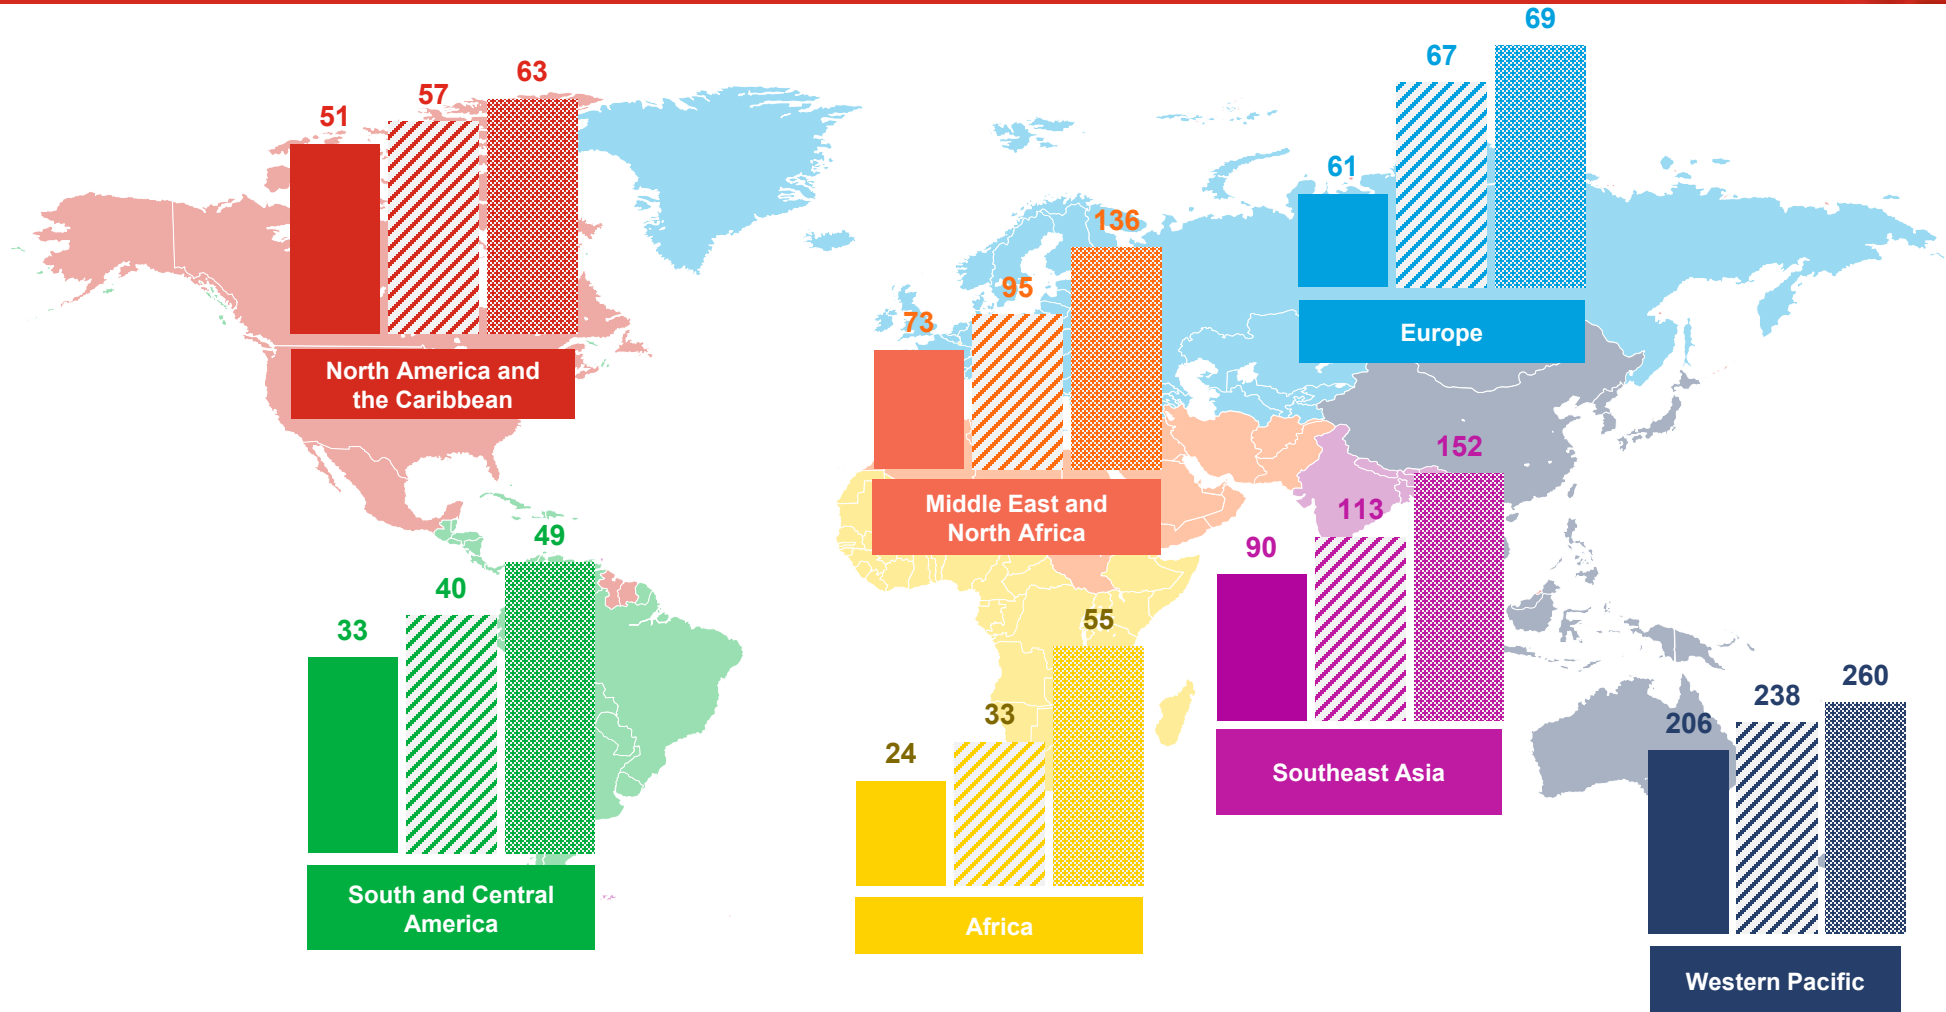 51
57
63
North America and
the Caribbean
61
67
69
Europe
73
95
136
Middle East and
North Africa
33
40
49
South and Central
America
24
33
55
Africa
90
113
152
Southeast Asia
206
238
260
Western Pacific